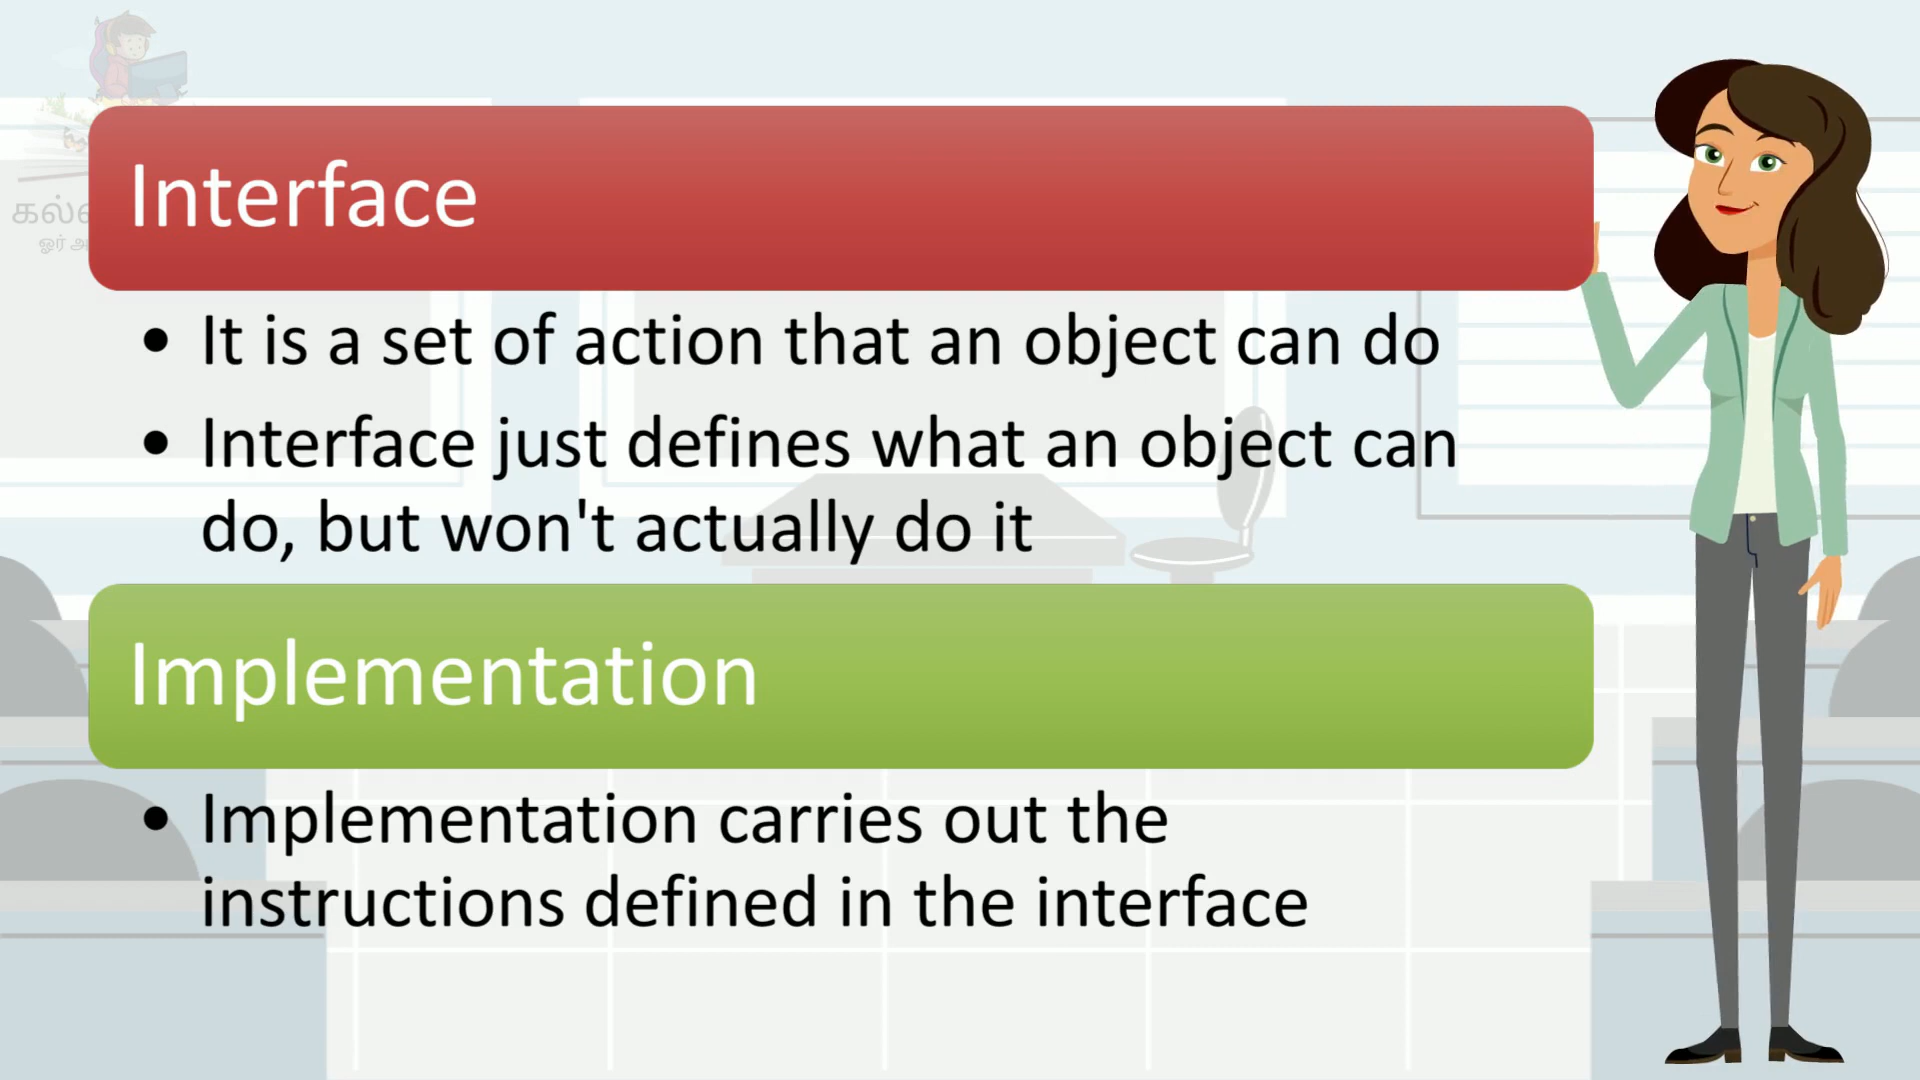 Interface
• It is a set of action that an object can do
• Interface just defines what an object can
do, but won't actually do it
Implementation
• Implementation carries out the
instructions defined in the interface
ஓர்